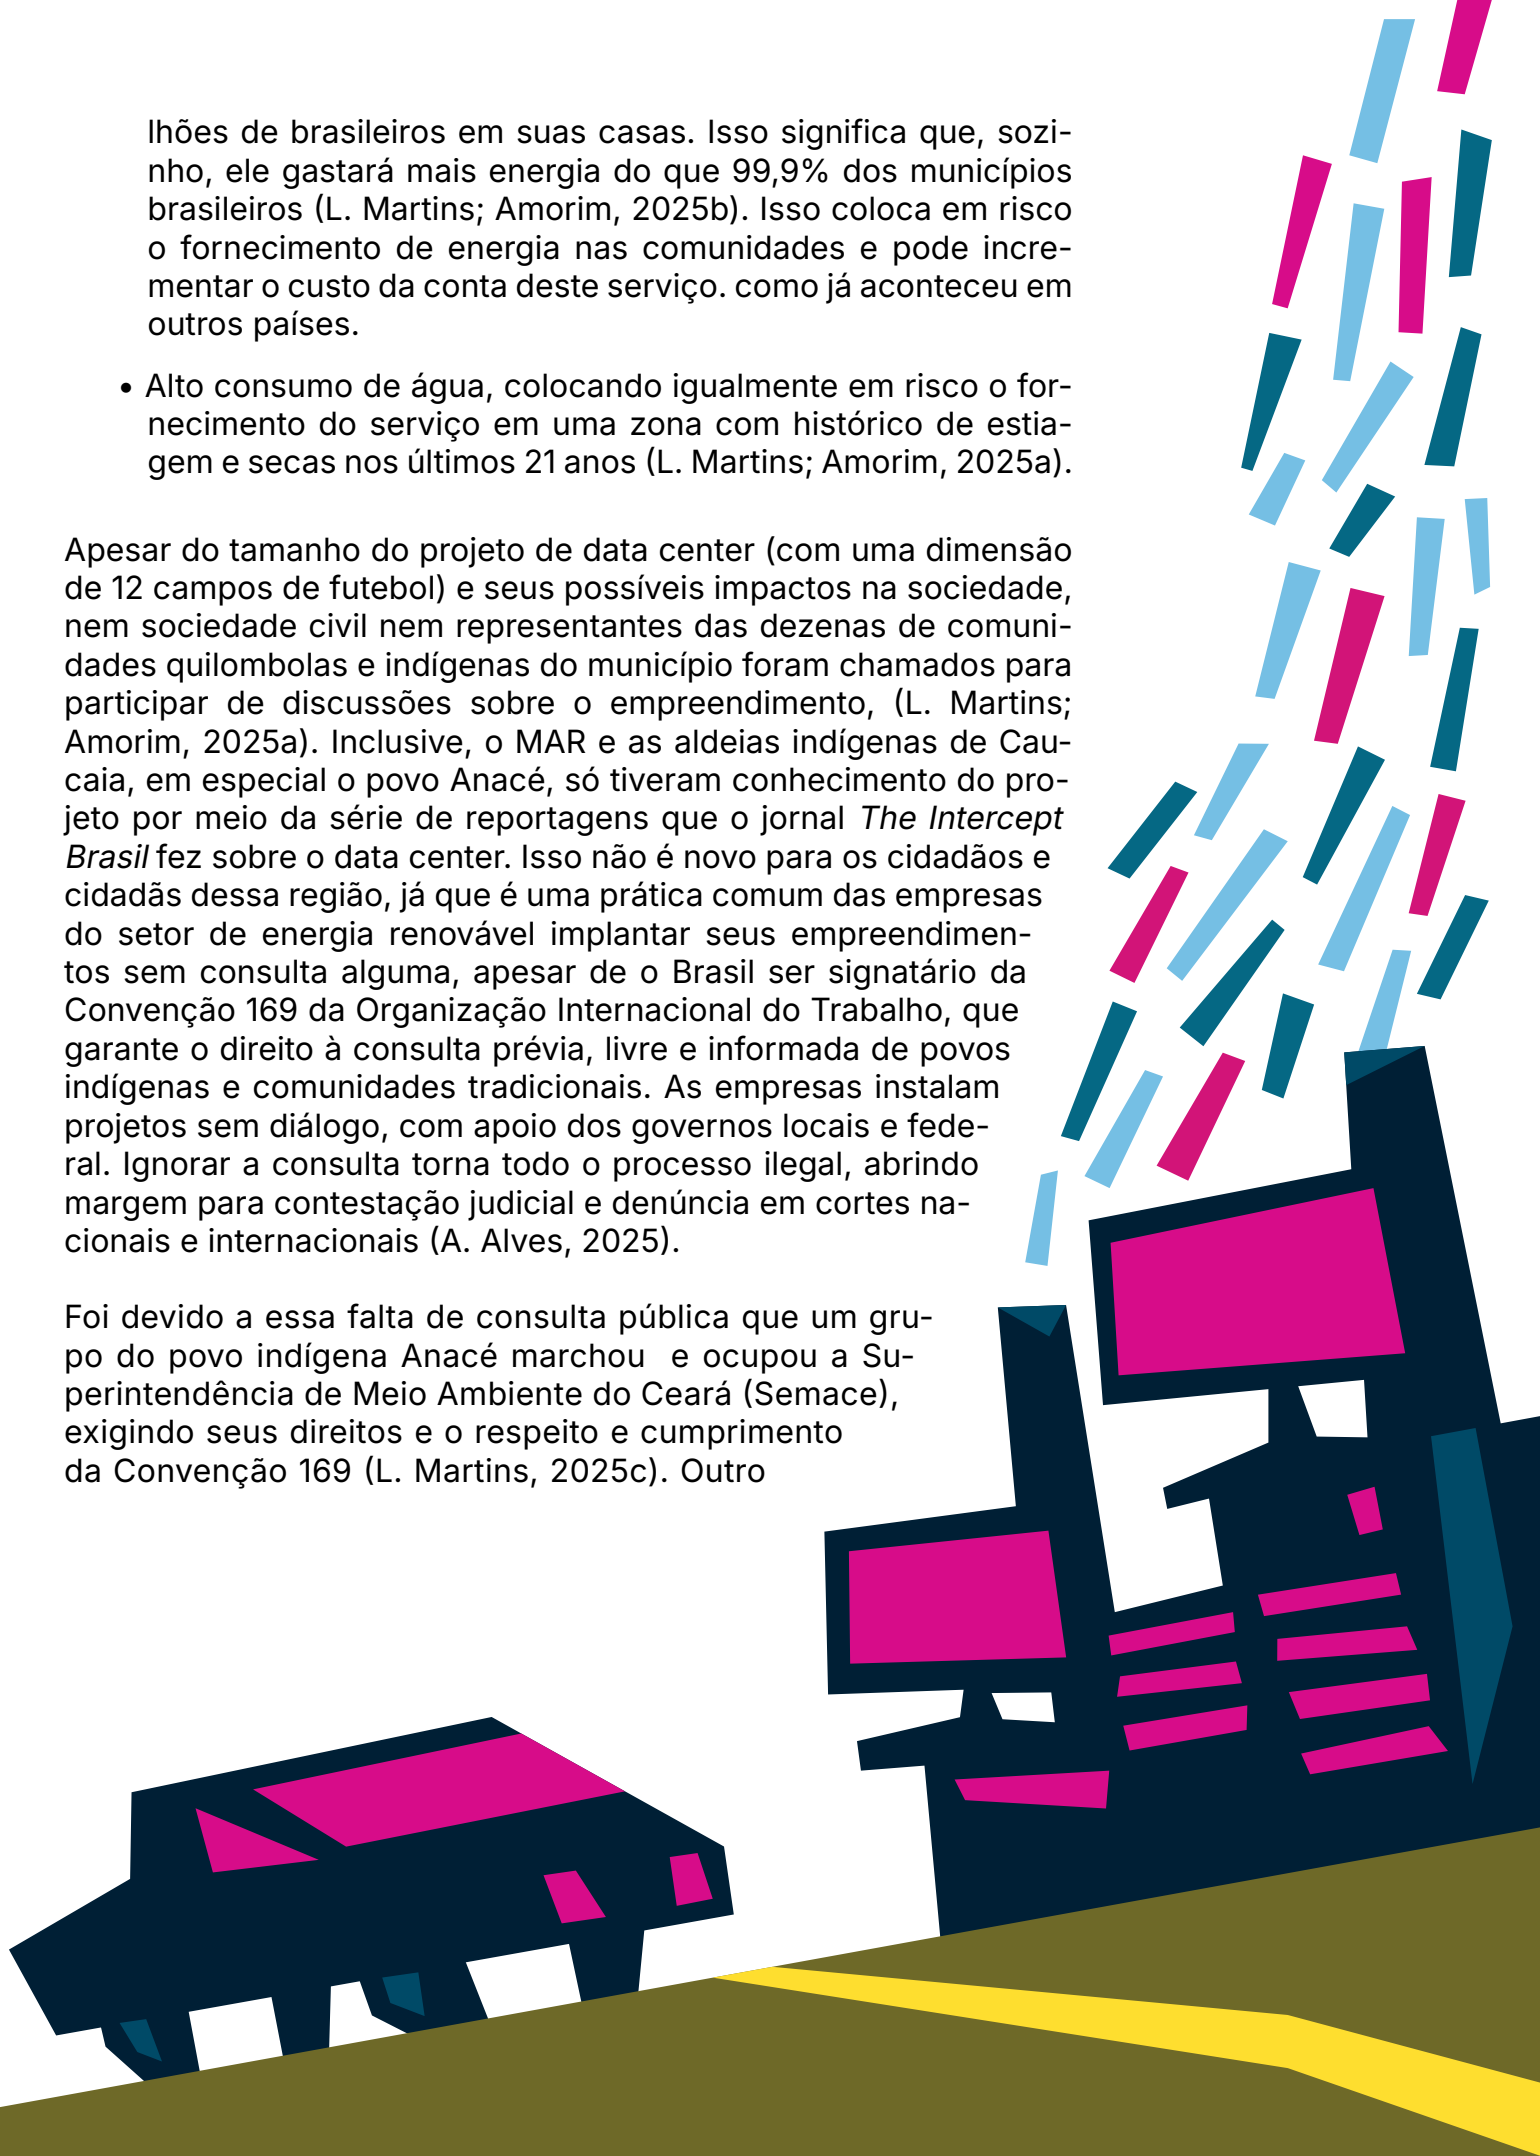 lhões de brasileiros em suas casas. Isso significa que, sozi-
nho, ele gastará mais energia do que 99,9% dos municípios
brasileiros (L. Martins; Amorim, 2025b). Isso coloca em risco
o fornecimento de energia nas comunidades e pode incre-
mentar o custo da conta deste serviço. como já aconteceu em
outros países.
• Alto consumo de água, colocando igualmente em risco o for-
necimento do serviço em uma zona com histórico de estia-
gem e secas nos últimos 21 anos (L. Martins; Amorim, 2025a).
Apesar do tamanho do projeto de data center (com uma dimensão
de 12 campos de futebol) e seus possíveis impactos na sociedade,
nem sociedade civil nem representantes das dezenas de comuni-
dades quilombolas e indígenas do município foram chamados para
participar de discussões sobre o empreendimento, (L. Martins;
Amorim, 2025a). Inclusive, o MAR e as aldeias indígenas de Cau-
caia, em especial o povo Anacé, só tiveram conhecimento do pro-
jeto por meio da série de reportagens que o jornal The Intercept
Brasil fez sobre o data center. Isso não é novo para os cidadãos e
cidadãs dessa região, já que é uma prática comum das empresas
do setor de energia renovável implantar seus empreendimen-
tos sem consulta alguma, apesar de o Brasil ser signatário da
Convenção 169 da Organização Internacional do Trabalho, que
garante o direito à consulta prévia, livre e informada de povos
indígenas e comunidades tradicionais. As empresas instalam
projetos sem diálogo, com apoio dos governos locais e fede-
ral. Ignorar a consulta torna todo o processo ilegal, abrindo
margem para contestação judicial e denúncia em cortes na-
cionais e internacionais (A. Alves, 2025).
Foi devido a essa falta de consulta pública que um gru-
po do povo indígena Anacé marchou  e ocupou a Su-
perintendência de Meio Ambiente do Ceará (Semace),
exigindo seus direitos e o respeito e cumprimento
da Convenção 169 (L. Martins, 2025c). Outro